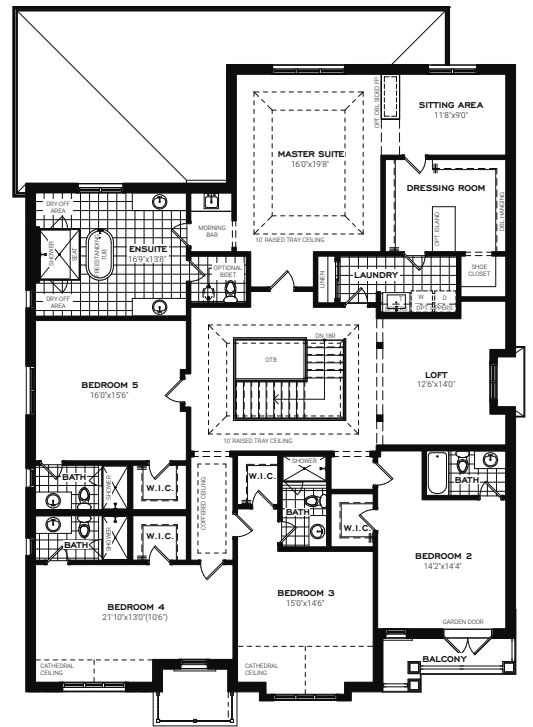 SITTING AREA
11'8"x9'0"
OPT. DBL SIDED FP
MASTER SUITE
16'0"x19'8"
10' RAISED TRAY CEILING
DRESSING ROOM
OPT. ISLAND
DBL HANGING
SHOE
CLOSET
DRY-OFF
AREA
MORNING
BAR
ENSUITE
16'9"x13'8"
SHOWER
SEAT
TUB
OPTIONAL
BIDET
DRY-OFF
AREA
LINEN
LAUNDRY
W
D
LOFT
12'6"x14'0"
DN 18R
OTB
10' RAISED TRAY CEILING
BEDROOM 5
16'0"x15'6"
BATH
SHOWER
W.I.C.
BATH
SHOWER
W.I.C.
COFFERED CEILING
W.I.C.
SHOWER
BATH
W.I.C.
BATH
BEDROOM 2
14'2"x14'4"
GARDEN DOOR
BALCONY
BEDROOM 3
15'0"x14'6"
CATHEDRAL
CEILING
BEDROOM 4
21'10"x13'0"(10'6")
CATHEDRAL
CEILING